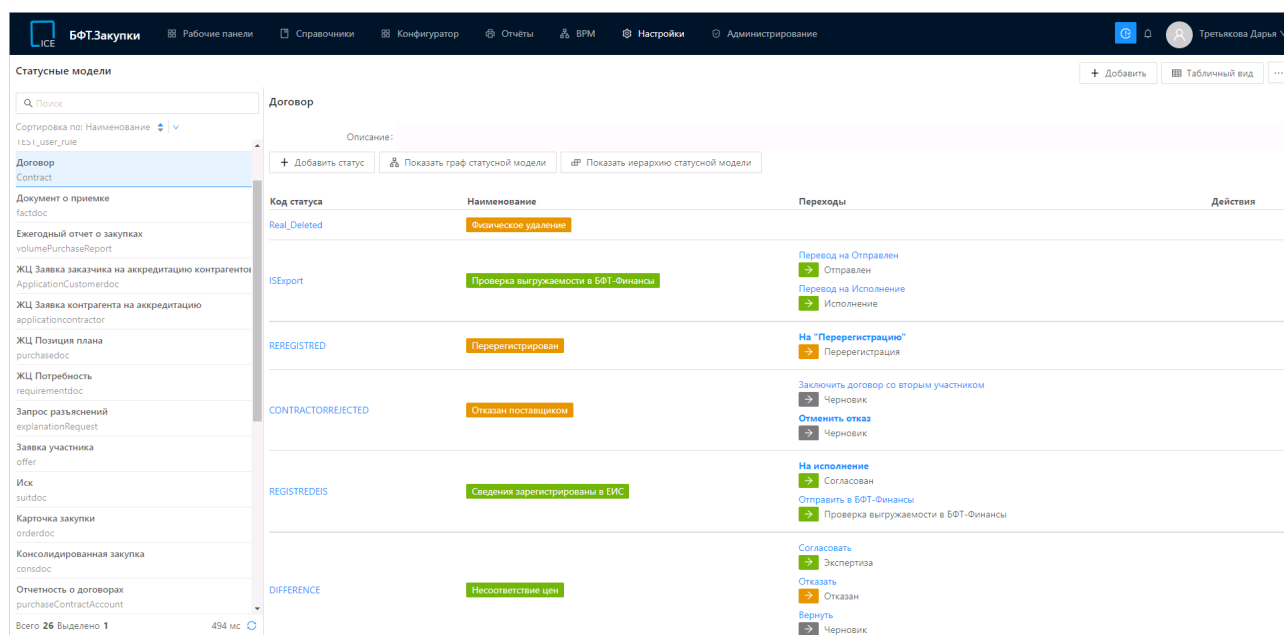 ICE БФТ.Закупки Рабочие панели Справочники Конфигуратор Отчёты BPM Настройки Администрирование Третьякова Дарья
Статусные модели
+ Добавить Табличный вид ...
Поиск
Сортировка по: Наименование
TEST_user_rule
Договор
Contract
Документ о приемке
factdoc
Ежегодный отчет о закупках
volumePurchaseReport
ЖЦ Заявка заказчика на аккредитацию контрагентов
ApplicationCustomerdoc
ЖЦ Заявка контрагента на аккредитацию
applicationcontractor
ЖЦ Позиция плана
purchasedoc
ЖЦ Потребность
requirementdoc
Запрос разъяснений
explanationRequest
Заявка участника
offer
Иск
suitdoc
Карточка закупки
orderdoc
Консолидированная закупка
consdoc
Отчетность о договорах
purchaseContractAccount
Всего 26 Выделено 1 494 мс
Договор
Описание:
+ Добавить статус Показать граф статусной модели Показать иерархию статусной модели
Код статуса Наименование Переходы Действия
Real_Deleted Физическое удаление
ISExport Проверка выгружаемости в БФТ-Финансы
Перевод на Отправлен
→ Отправлен
Перевод на Исполнение
→ Исполнение
REREGISTRED Перерегистрирован
На "Перерегистрацию"
→ Перерегистрация
CONTRACTORREJECTED Отказан поставщиком
Заключить договор со вторым участником
→ Черновик
Отменить отказ
→ Черновик
REGISTREDEIS Сведения зарегистрированы в ЕИС
На исполнение
→ Согласован
Отправить в БФТ-Финансы
→ Проверка выгружаемости в БФТ-Финансы
DIFFERENCE Несоответствие цен
Согласовать
→ Экспертиза
Отказать
→ Отказан
Вернуть
→ Черновик